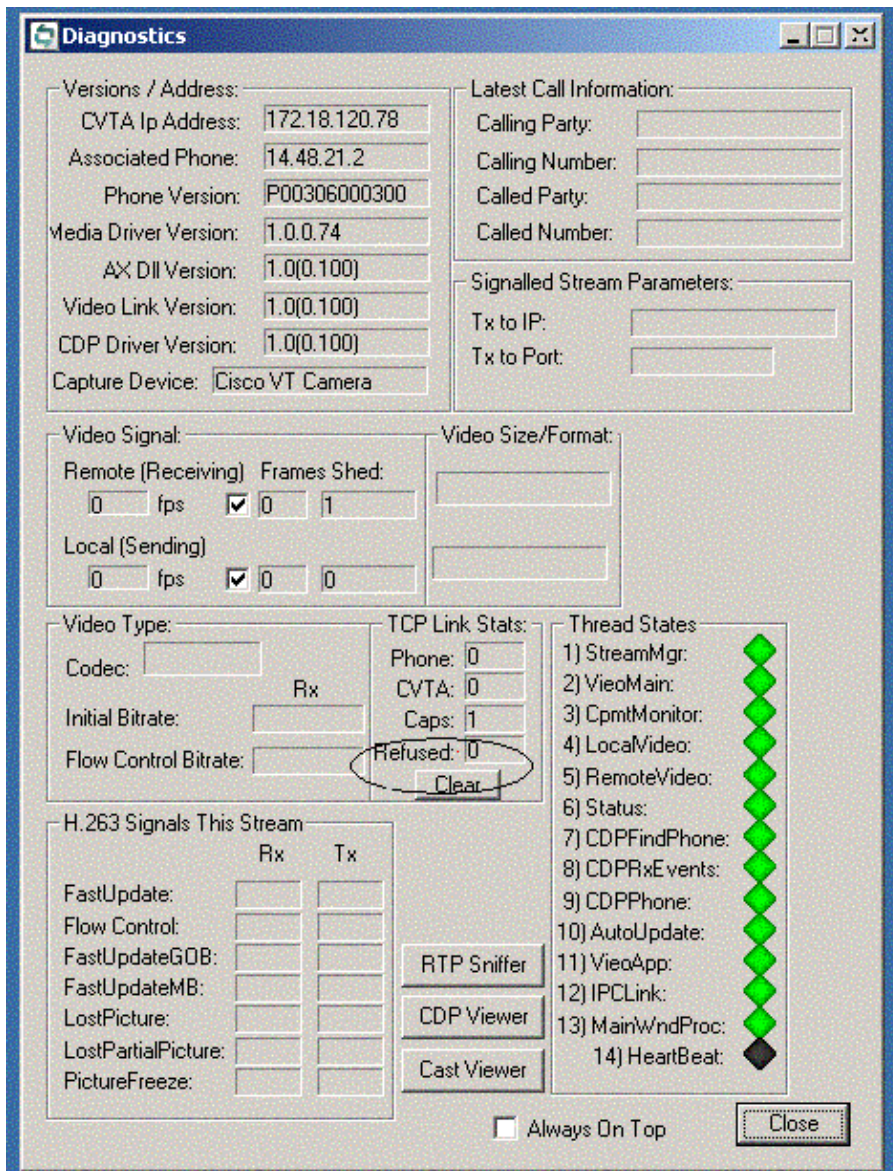 Diagnostics
Versions / Address:
CVTA Ip Address: 172.18.120.78
Associated Phone: 14.48.21.2
Phone Version: P00306000300
Media Driver Version: 1.0.0.74
AX Dll Version: 1.0(0.100)
Video Link Version: 1.0(0.100)
CDP Driver Version: 1.0(0.100)
Capture Device: Cisco VT Camera
Latest Call Information:
Calling Party:
Calling Number:
Called Party:
Called Number:
Signalled Stream Parameters:
Tx to IP:
Tx to Port:
Video Signal:
Remote (Receiving) Frames Shed:
0 fps 0 1
Local (Sending)
0 fps 0 0
Video Size/Format:
Video Type:
Codec:
Rx
Initial Bitrate:
Flow Control Bitrate:
TCP Link Stats:
Phone: 0
CVTA: 0
Caps: 1
Refused: 0
Clear
Thread States
1) StreamMgr:
2) VieoMain:
3) CpmtMonitor:
4) LocalVideo:
5) RemoteVideo:
6) Status:
7) CDPFindPhone:
8) CDPRxEvents:
9) CDPPhone:
10) AutoUpdate:
11) VieoApp:
12) IPCLink:
13) MainWndProc:
14) HeartBeat:
H.263 Signals This Stream
Rx Tx
FastUpdate:
Flow Control:
FastUpdateGOB:
FastUpdateMB:
LostPicture:
LostPartialPicture:
PictureFreeze:
RTP Sniffer
CDP Viewer
Cast Viewer
Always On Top
Close